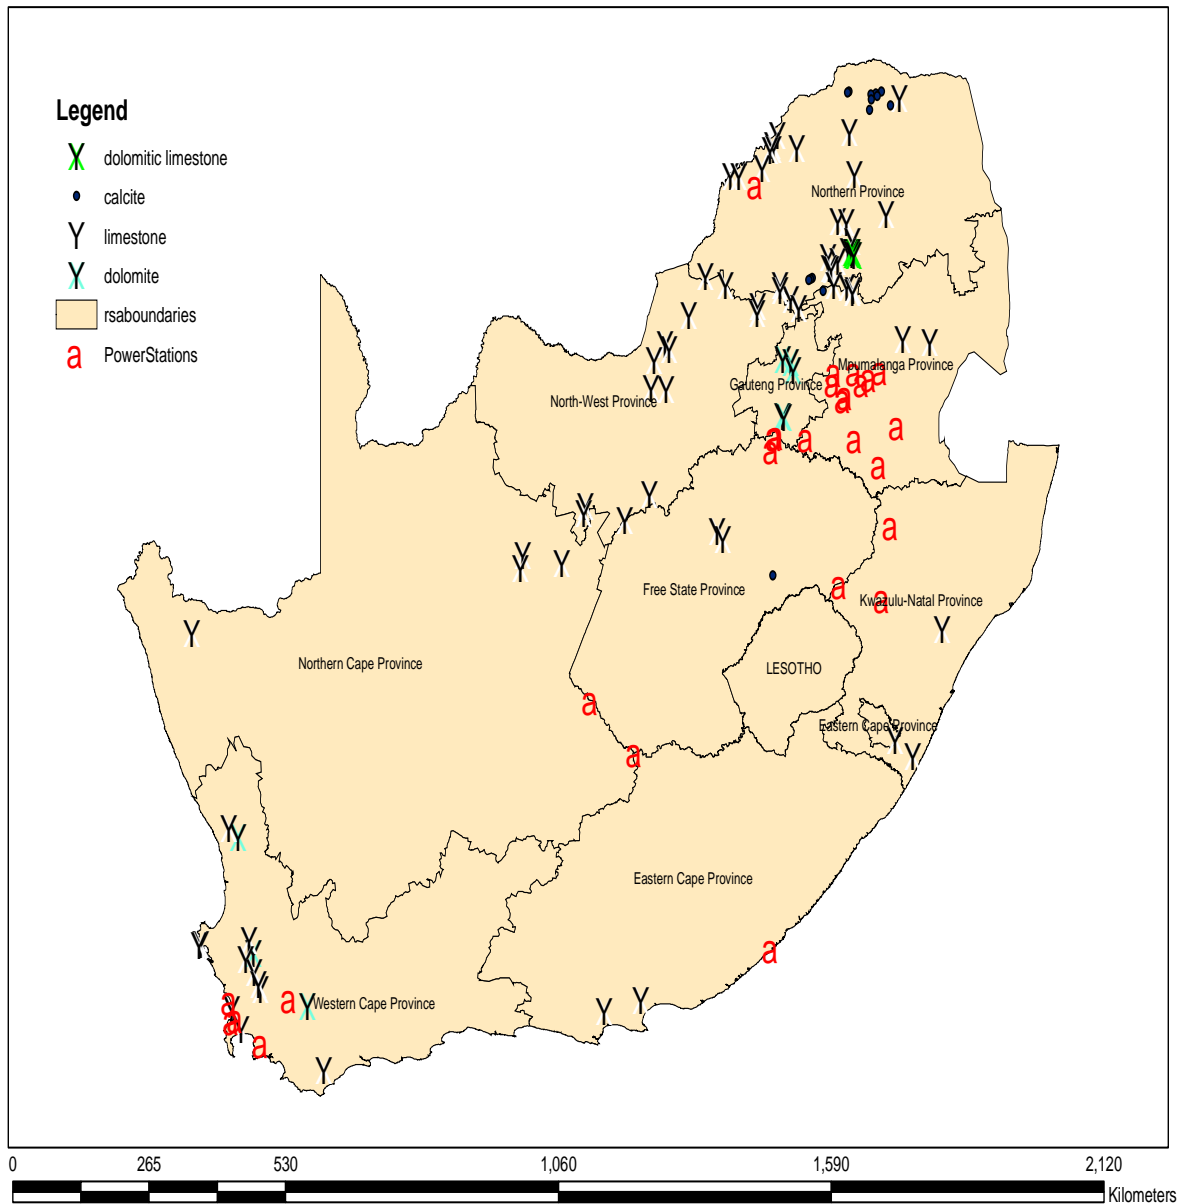 Legend
dolomitic limestone
calcite
limestone
dolomite
rsaboundaries
a PowerStations
Northern Province
Mpumalanga Province
Gauteng Province
North-West Province
Free State Province
Kwazulu-Natal Province
Northern Cape Province
LESOTHO
Eastern Cape Province
Eastern Cape Province
Western Cape Province
0 265 530 1,060 1,590 2,120
Kilometers